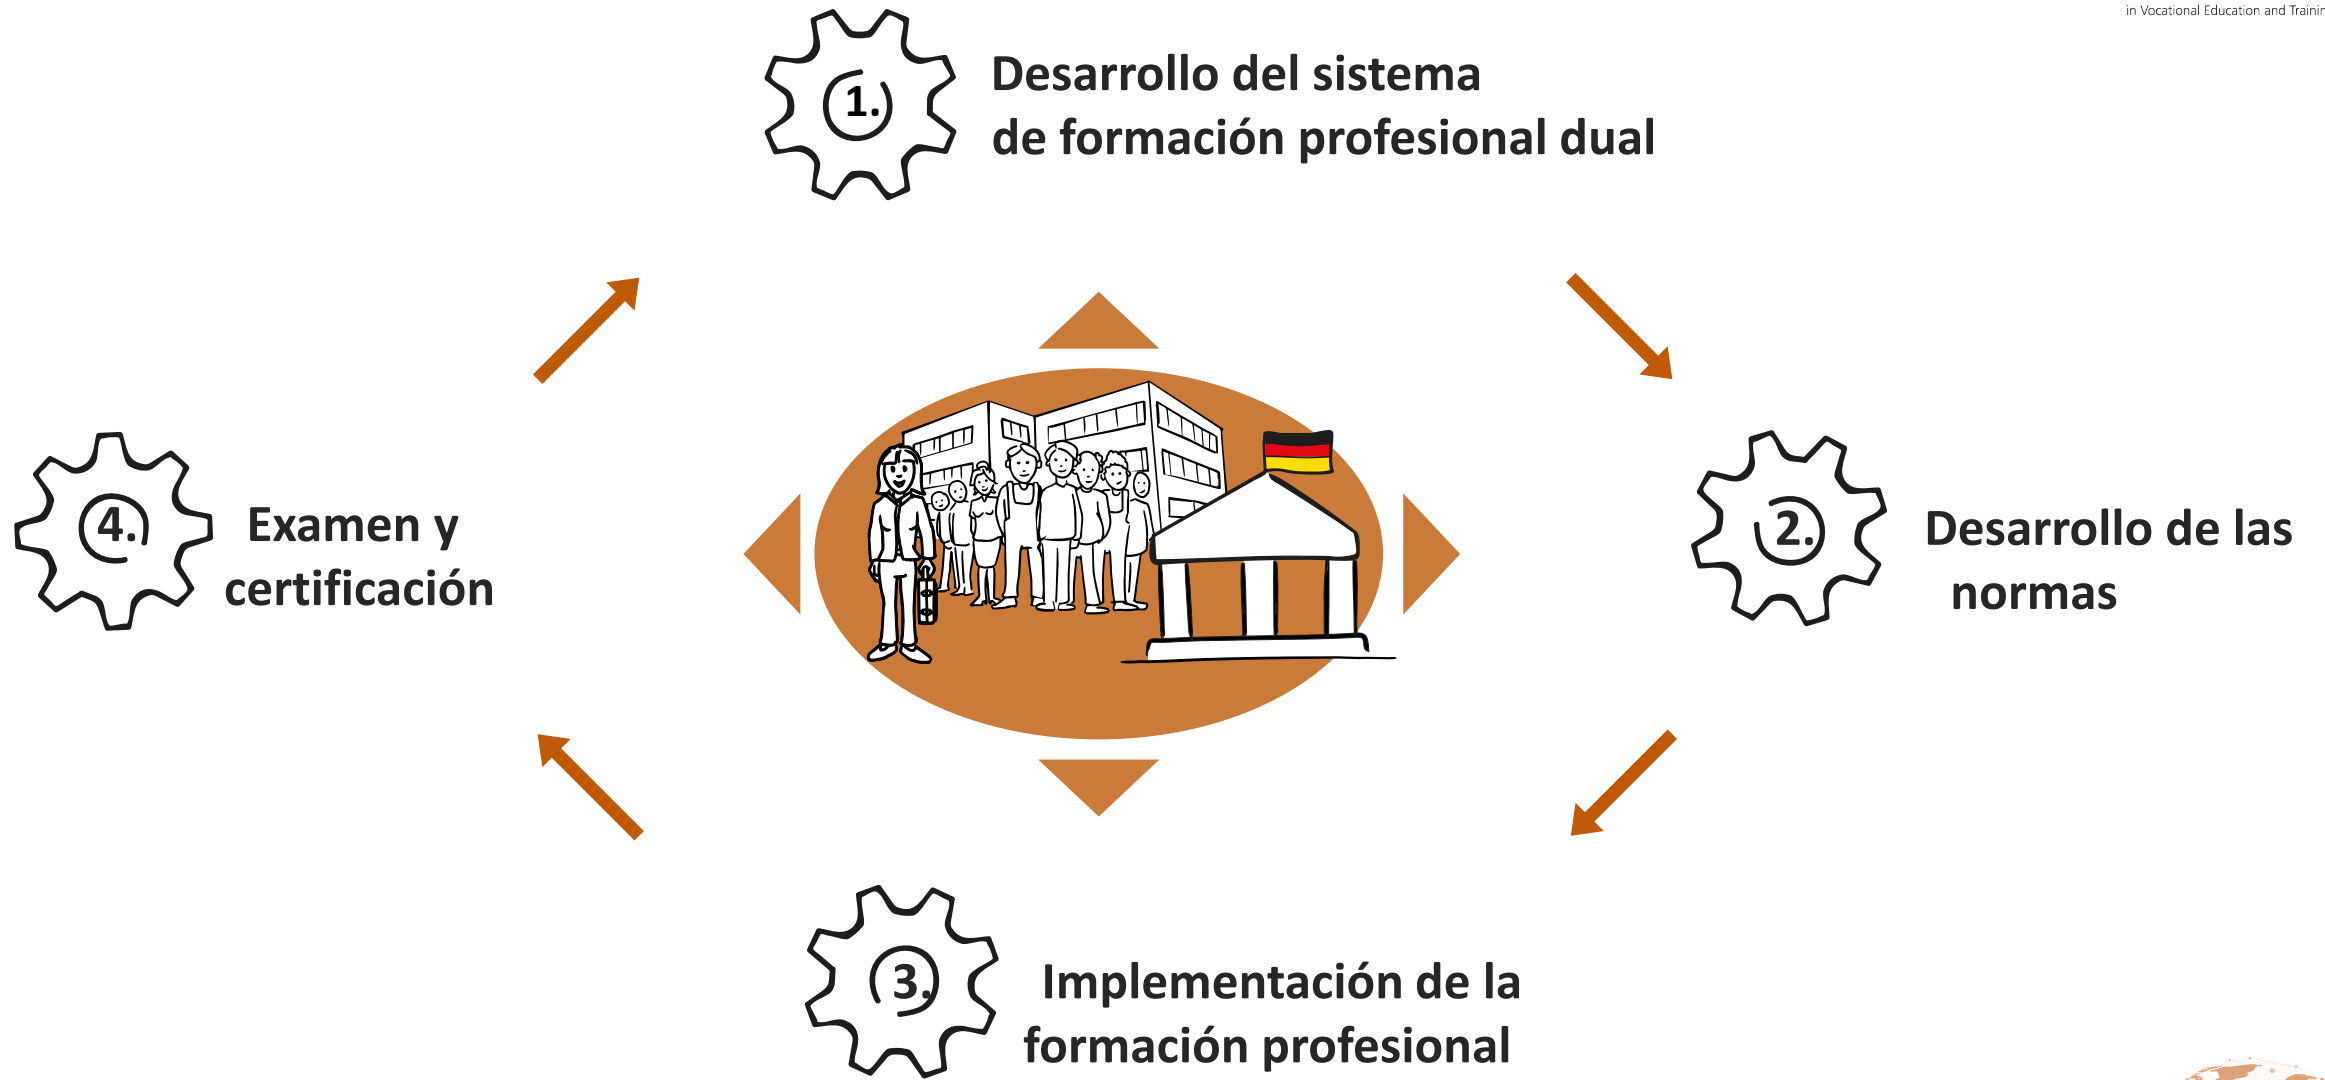 in Vocational Education and Trainin
1.
Desarrollo del sistema
de formación profesional dual
2.
Desarrollo de las
normas
3.
Implementación de la
formación profesional
4.
Examen y
certificación